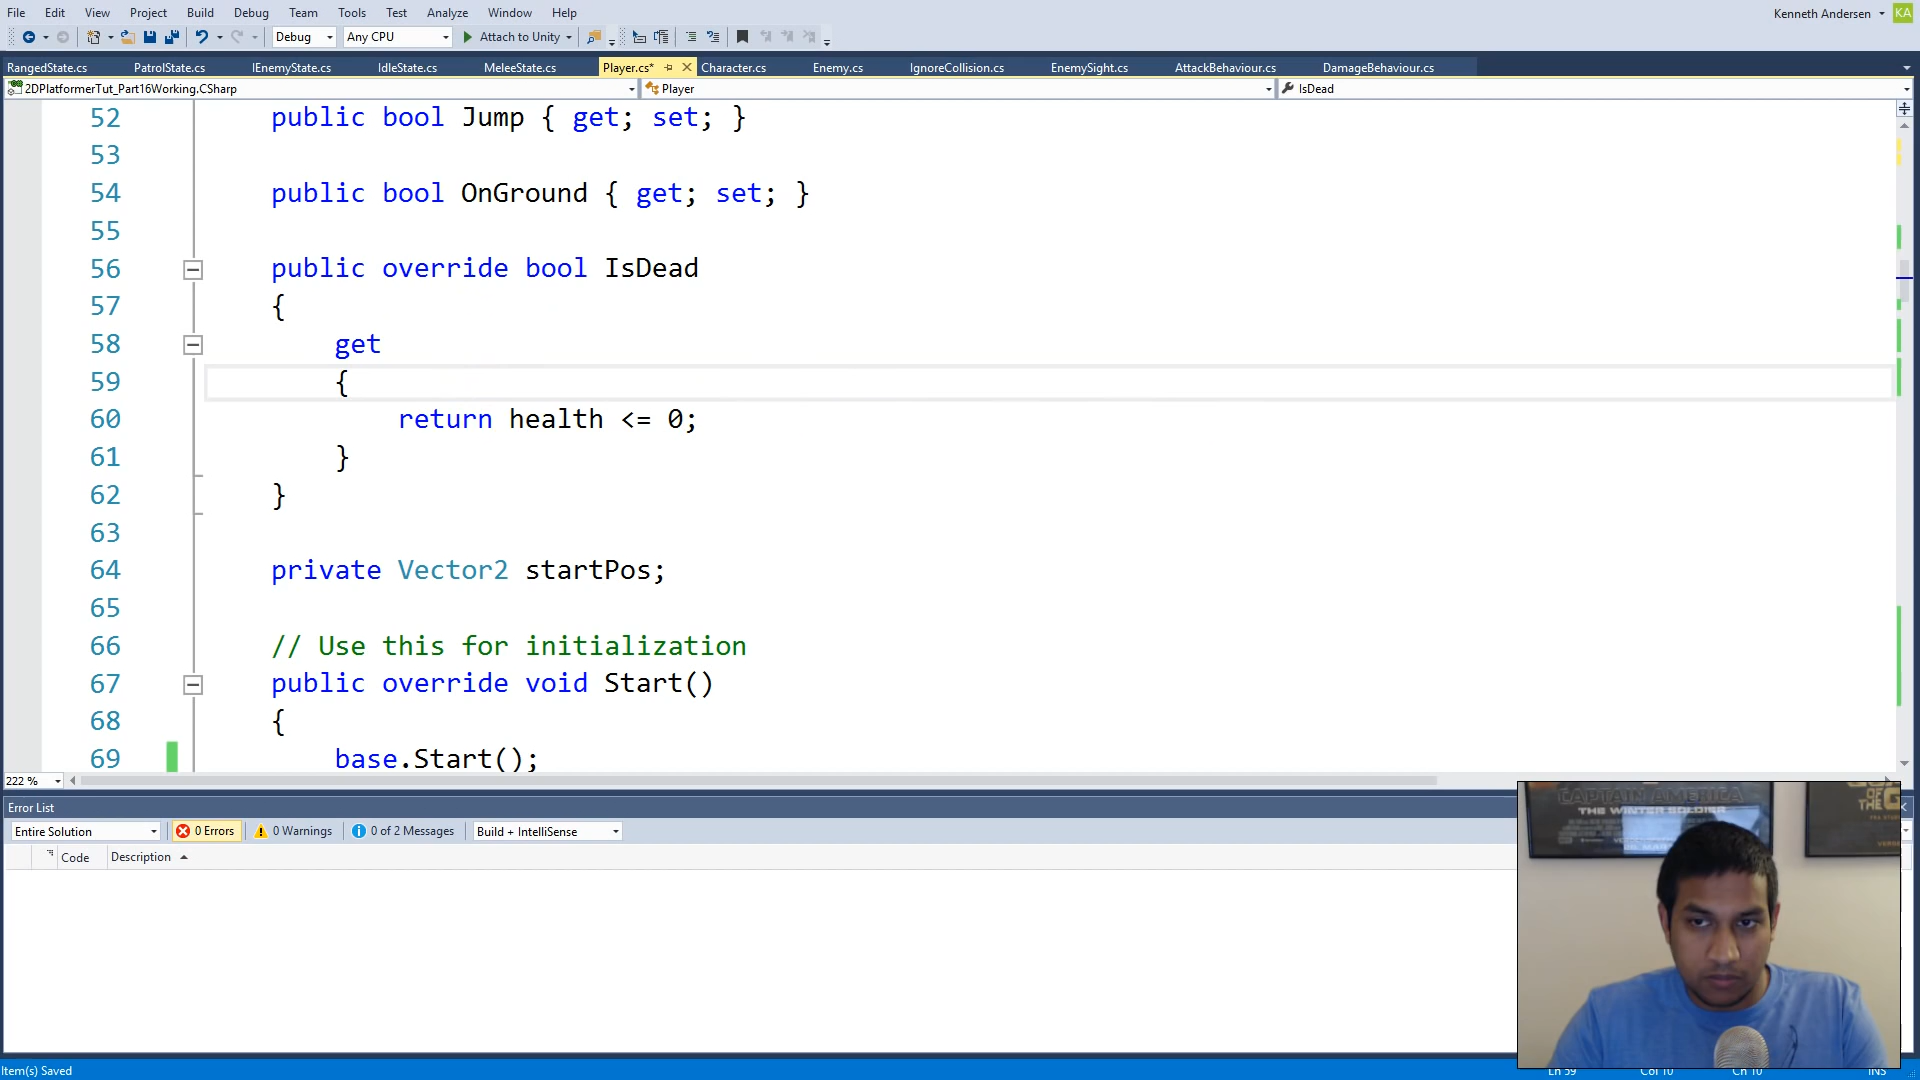 File Edit View Project Build Debug Team Tools Test Analyze Window Help
Kenneth Andersen KA
Debug Any CPU Attach to Unity
RangedState.cs PatrolState.cs IEnemyState.cs IdleState.cs MeleeState.cs Player.cs* Character.cs Enemy.cs IgnoreCollision.cs EnemySight.cs AttackBehaviour.cs DamageBehaviour.cs
2DPlatformerTut_Part16Working.CSharp Player IsDead
52 public bool Jump { get; set; }
53
54 public bool OnGround { get; set; }
55
56 public override bool IsDead
57 {
58 get
59 {
60 return health <= 0;
61 }
62 }
63
64 private Vector2 startPos;
65
66 // Use this for initialization
67 public override void Start()
68 {
69 base.Start();
222 %
Error List
Entire Solution 0 Errors 0 Warnings 0 of 2 Messages Build + IntelliSense
Code Description
CAPTAIN AMERICA
THE WINTER SOLDIER
Item(s) Saved Ln 59 Col 10 Ch 10 INS